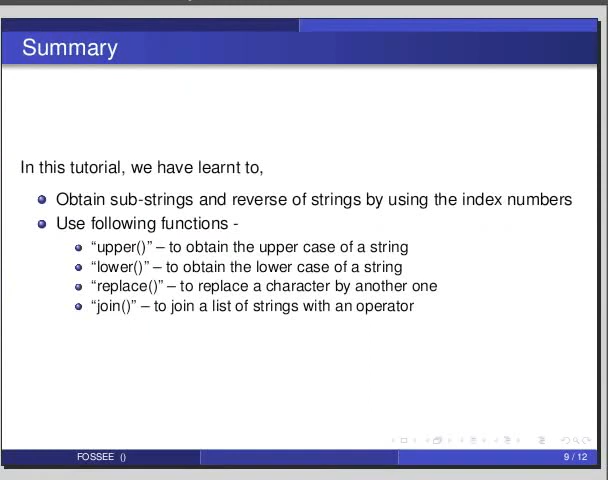 Summary
In this tutorial, we have learnt to,
Obtain sub-strings and reverse of strings by using the index numbers
Use following functions -
“upper()” – to obtain the upper case of a string
“lower()” – to obtain the lower case of a string
“replace()” – to replace a character by another one
“join()” – to join a list of strings with an operator
FOSSEE ()
9 / 12